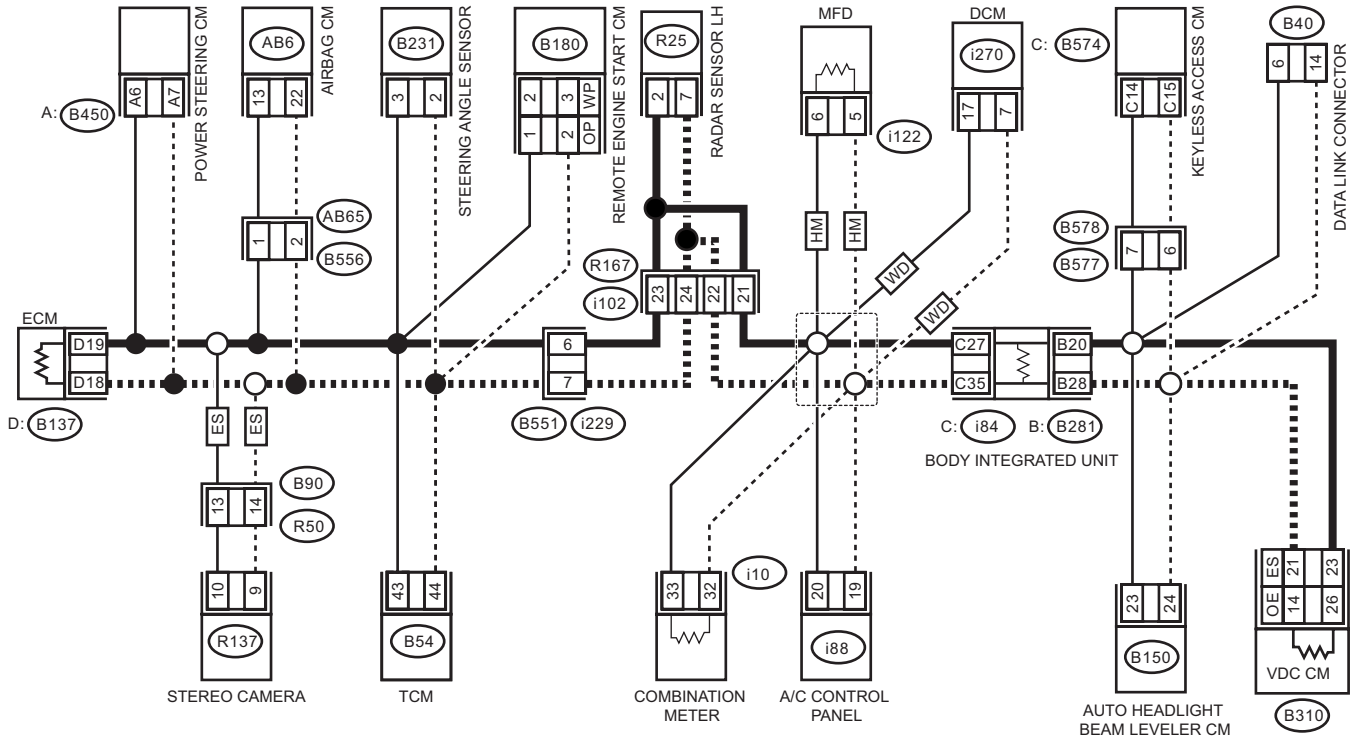 A6
A7
A: B450
POWER STEERING CM
AB6
13
22
AIRBAG CM
AB65
1
2
B556
B231
3
2
STEERING ANGLE SENSOR
B180
2
3
WP
1
2
OP
REMOTE ENGINE START CM
R25
2
7
RADAR SENSOR LH
MFD
6
5
i122
HM
HM
DCM
i270
17
7
WD
WD
C: B574
C14
C15
KEYLESS ACCESS CM
B578
B577
7
6
B40
6
14
DATA LINK CONNECTOR
R167
i102
23
24
22
21
ECM
D19
D18
D: B137
6
7
B551
i229
C27
C35
B20
B28
C: i84
B: B281
BODY INTEGRATED UNIT
ES
ES
13
14
B90
R50
10
9
R137
STEREO CAMERA
43
44
B54
TCM
33
32
i10
COMBINATION
METER
20
19
i88
A/C CONTROL
PANEL
23
24
B150
AUTO HEADLIGHT
BEAM LEVELER CM
ES
21
23
OE
14
26
VDC CM
B310